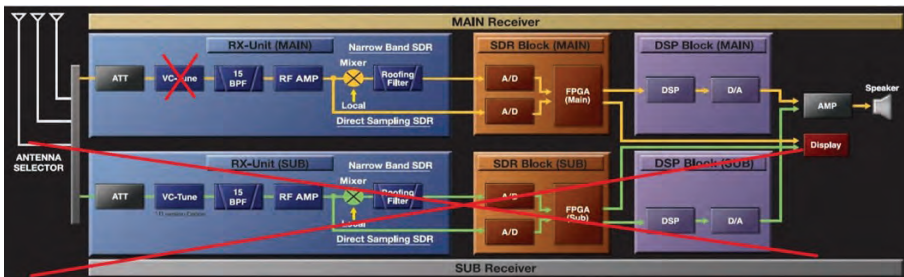 MAIN Receiver
RX-Unit (MAIN)
Narrow Band SDR
SDR Block (MAIN)
DSP Block (MAIN)
ATT
VC-Tune
15
BPF
RF AMP
Mixer
Roofing
Filter
Local
Direct Sampling SDR
A/D
A/D
FPGA
(Main)
DSP
D/A
AMP
Speaker
Display
ANTENNA
SELECTOR
RX-Unit (SUB)
Narrow Band SDR
SDR Block (SUB)
DSP Block (SUB)
ATT
VC-Tune
15
BPF
RF AMP
Mixer
Roofing
Filter
Local
Direct Sampling SDR
A/D
A/D
FPGA
(Sub)
DSP
D/A
SUB Receiver